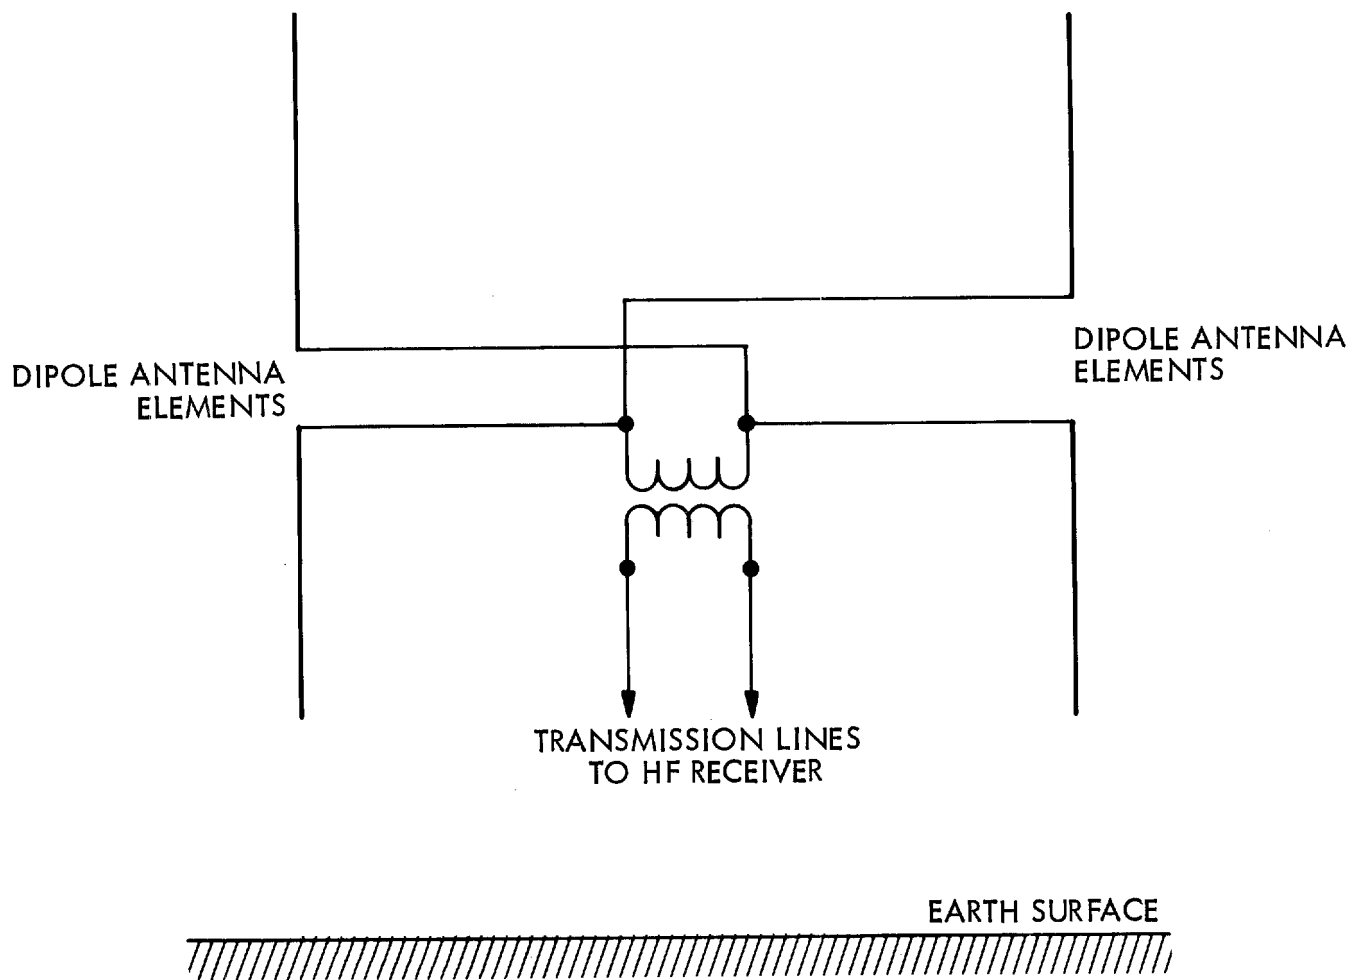 DIPOLE ANTENNA
ELEMENTS
DIPOLE ANTENNA
ELEMENTS
TRANSMISSION LINES
TO HF RECEIVER
EARTH SURFACE